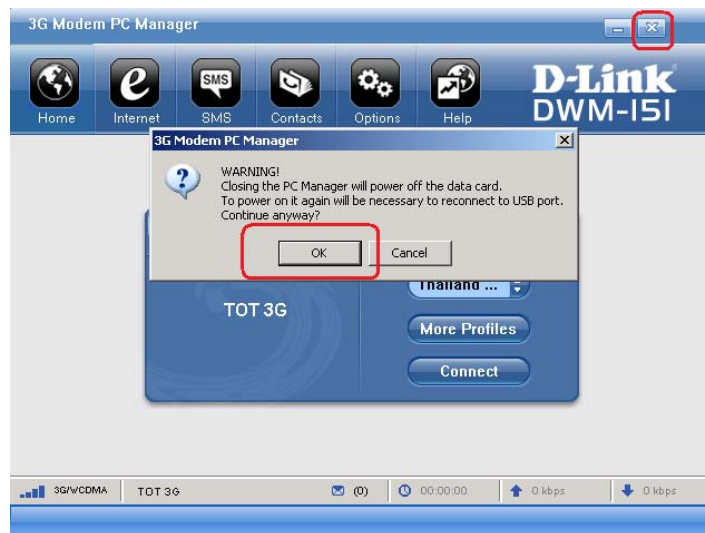 3G Modem PC Manager
SMS
Home
Internet
SMS
Contacts
Options
Help
D-Link
DWM-151
3G Modem PC Manager
WARNING!
Closing the PC Manager will power off the data card.
To power on it again will be necessary to reconnect to USB port.
Continue anyway?
OK
Cancel
Thailand ...
TOT 3G
More Profiles
Connect
3G/WCDMA
TOT 3G
(0)
00:00:00
0 kbps
0 kbps